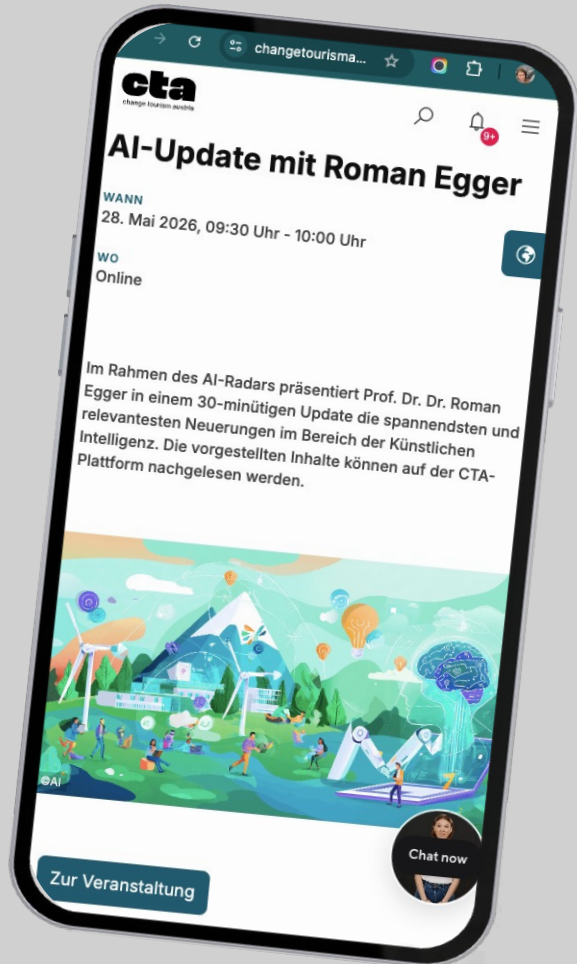 changetourisma...
cta
change tourism austria
9+
AI-Update mit Roman Egger
WANN
28. Mai 2026, 09:30 Uhr - 10:00 Uhr
WO
Online
Im Rahmen des AI-Radars präsentiert Prof. Dr. Dr. Roman
Egger in einem 30-minütigen Update die spannendsten und
relevantesten Neuerungen im Bereich der Künstlichen
Intelligenz. Die vorgestellten Inhalte können auf der CTA-
Plattform nachgelesen werden.
©AI
Chat now
Zur Veranstaltung